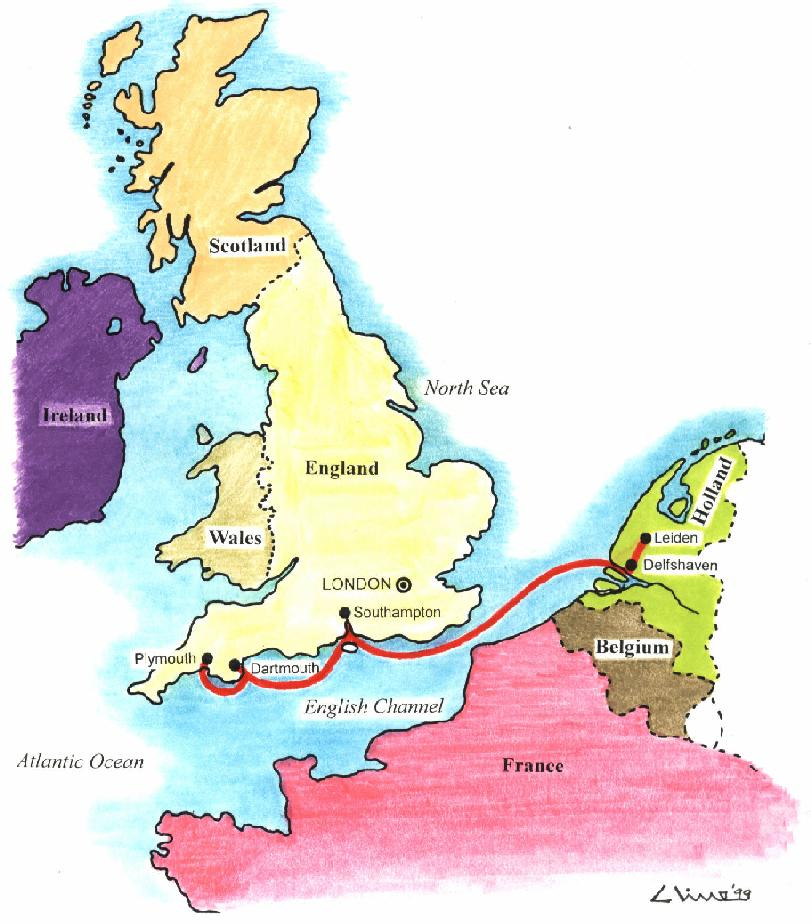 Scotland
North Sea
Ireland
England
Holland
Wales
Leiden
Delfshaven
LONDON
Southampton
Belgium
Plymouth
Dartmouth
English Channel
Atlantic Ocean
France